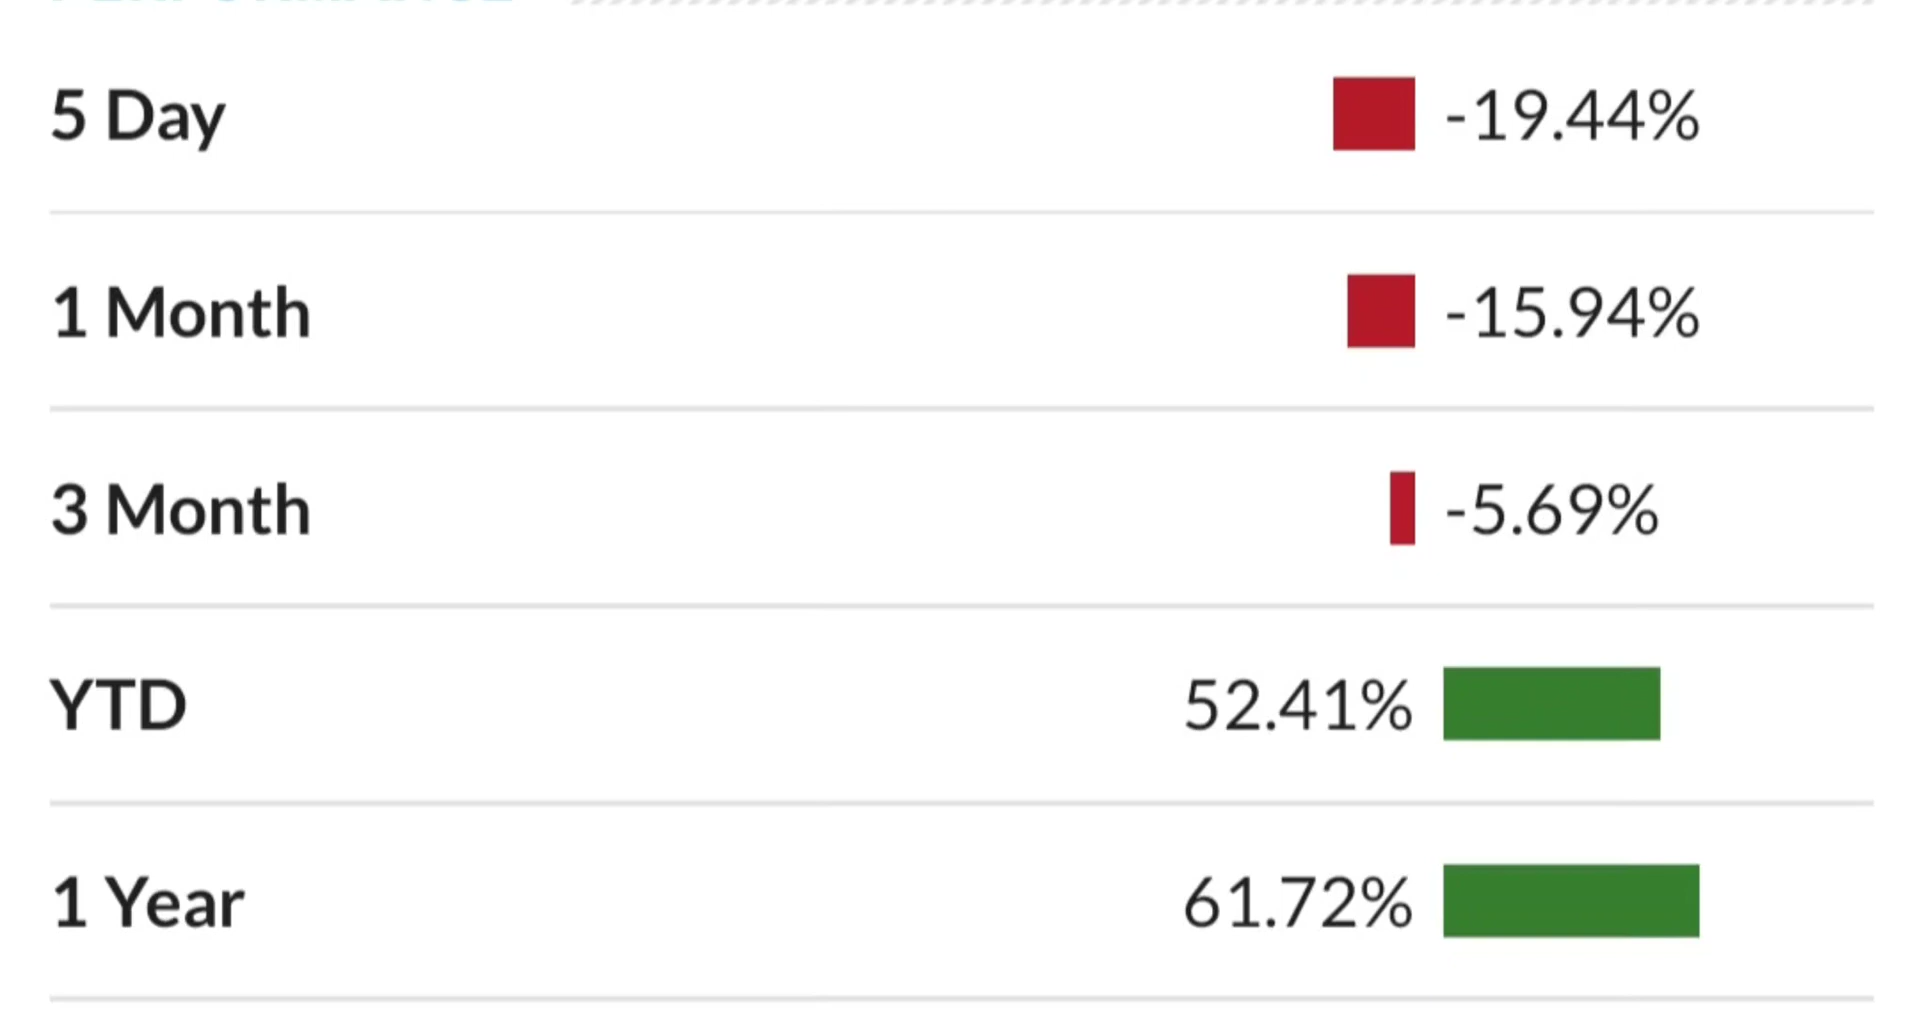 5 Day -19.44%
1 Month -15.94%
3 Month -5.69%
YTD 52.41%
1 Year 61.72%